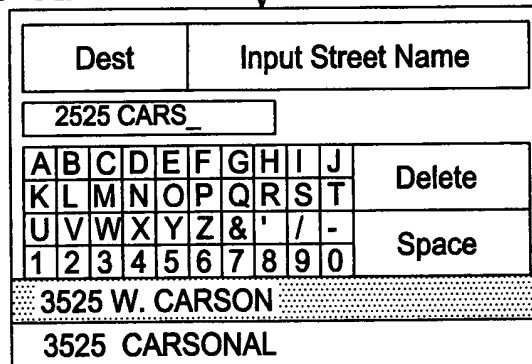 Dest Input Street Name
2525 CARS_
A B C D E F G H I J
K L M N O P Q R S T
Delete
U V W X Y Z & ' / -
1 2 3 4 5 6 7 8 9 0
Space
3525 W. CARSON
3525 CARSONAL